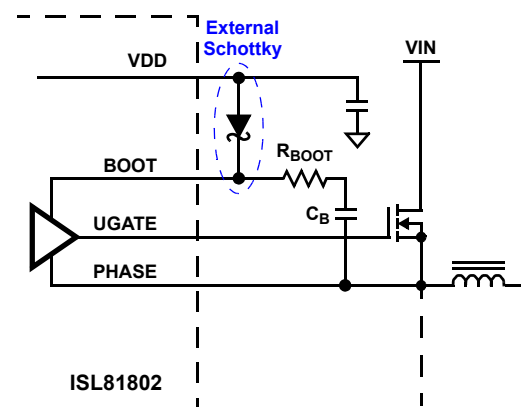 External
Schottky
VDD
VIN
BOOT
RBOOT
CB
UGATE
PHASE
ISL81802